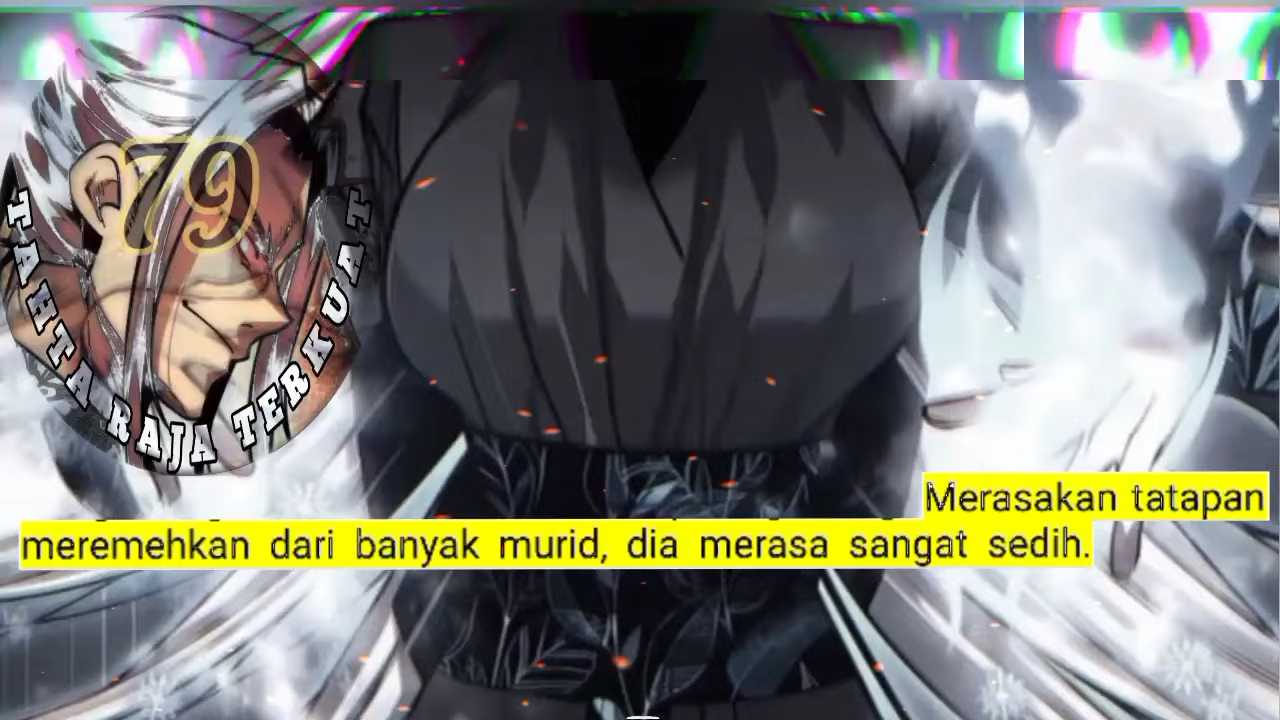 79
TAHTA RAJA TERKUAT
Merasakan tatapan
meremehkan dari banyak murid, dia merasa sangat sedih.